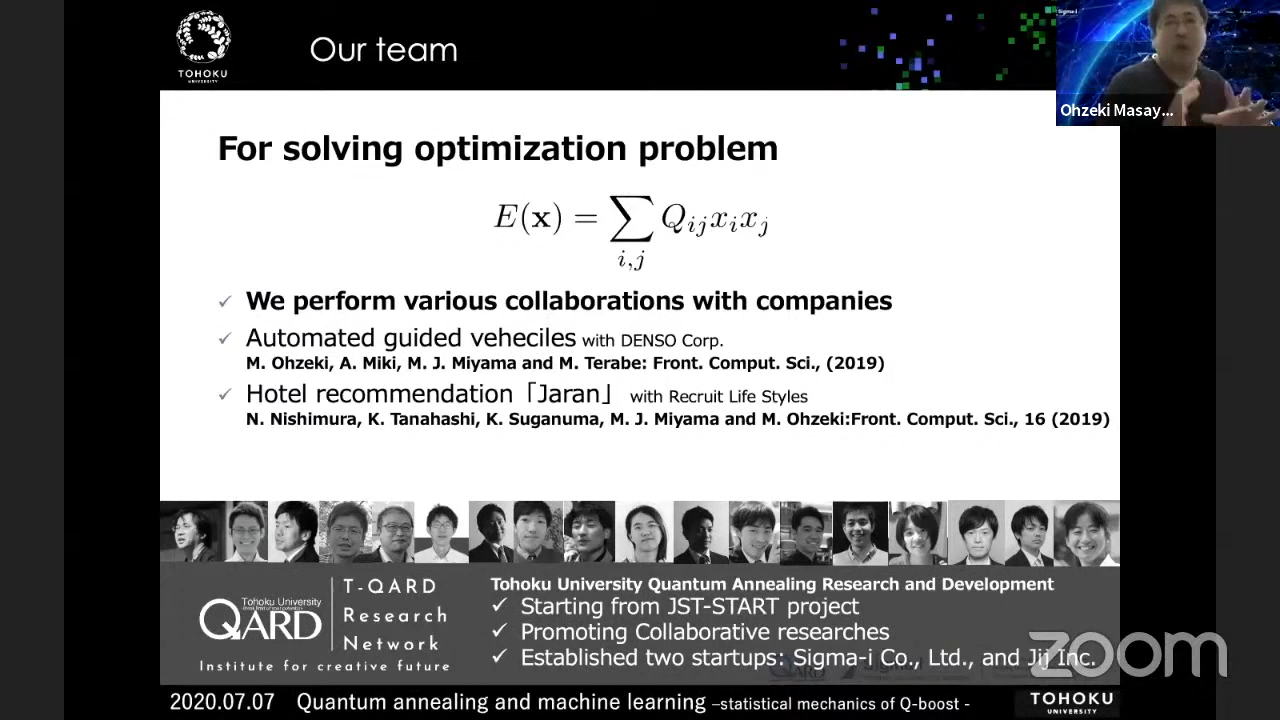 TOHOKU
UNIVERSITY
Our team
Ohzeki Masay...
For solving optimization problem
E(x) = ∑ Qᵢⱼxᵢxⱼ
i,j
✓ We perform various collaborations with companies
✓ Automated guided veheciles with DENSO Corp.
M. Ohzeki, A. Miki, M. J. Miyama and M. Terabe: Front. Comput. Sci., (2019)
✓ Hotel recommendation「Jaran」 with Recruit Life Styles
N. Nishimura, K. Tanahashi, K. Suganuma, M. J. Miyama and M. Ohzeki:Front. Comput. Sci., 16 (2019)
Tohoku University
QARD
T-QARD
Research
Network
Institute for creative future
Tohoku University Quantum Annealing Research and Development
✓ Starting from JST-START project
✓ Promoting Collaborative researches
✓ Established two startups: Sigma-i Co., Ltd., and Jij Inc.
zoom
2020.07.07 Quantum annealing and machine learning –statistical mechanics of Q-boost -
TOHOKU
UNIVERSITY